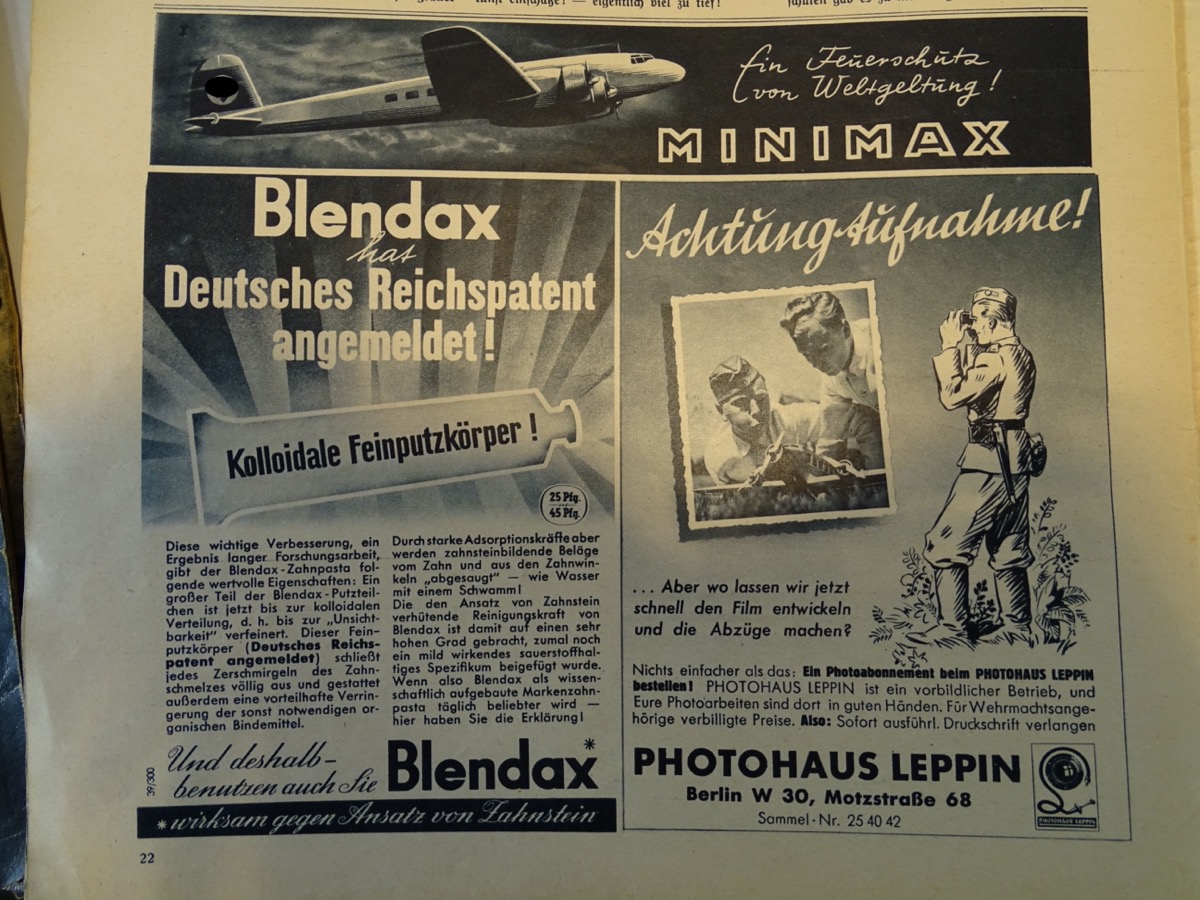 eigentlich viel zu tief!
Ein Feuerschutz
von Weltgeltung!
MINIMAX
Blendax
hat
Deutsches Reichspatent
angemeldet!
Kolloidale Feinputzkörper!
25 Pfg.
45 Pfg.
Diese wichtige Verbesserung, ein
Ergebnis langer Forschungsarbeit,
gibt der Blendax-Zahnpasta fol-
gende wertvolle Eigenschaften: Ein
großer Teil der Blendax-Putzteil-
chen ist jetzt bis zur kolloidalen
Verteilung, d. h. bis zur „Unsicht-
barkeit" verfeinert. Dieser Fein-
putzkörper (Deutsches Reichs-
patent angemeldet) schließt
jedes Zerschmirgeln des Zahn-
schmelzes völlig aus und gestattet
außerdem eine vorteilhafte Verrin-
gerung der sonst notwendigen or-
ganischen Bindemittel.
Durch starke Adsorptionskräfte aber
werden zahnsteinbildende Beläge
vom Zahn und aus den Zahnwin-
keln „abgesaugt" — wie Wasser
mit einem Schwamm!
Die den Ansatz von Zahnstein
verhütende Reinigungskraft von
Blendax ist damit auf einen sehr
hohen Grad gebracht, zumal noch
ein mild wirkendes sauerstoffhal-
tiges Spezifikum beigefügt wurde.
Wenn also Blendax als wissen-
schaftlich aufgebaute Markenzahn-
pasta täglich beliebter wird —
hier haben Sie die Erklärung!
39/300
Und deshalb–
benutzen auch Sie Blendax*
*wirksam gegen Ansatz von Zahnstein
Achtung Aufnahme!
... Aber wo lassen wir jetzt
schnell den Film entwickeln
und die Abzüge machen?
Nichts einfacher als das: Ein Photoabonnement beim PHOTOHAUS LEPPIN
bestellen! PHOTOHAUS LEPPIN ist ein vorbildlicher Betrieb, und
Eure Photoarbeiten sind dort in guten Händen. Für Wehrmachtsange-
hörige verbilligte Preise. Also: Sofort ausführl. Druckschrift verlangen
PHOTOHAUS LEPPIN
Berlin W 30, Motzstraße 68
Sammel-Nr. 25 40 42
PHOTOHAUS LEPPIN
22